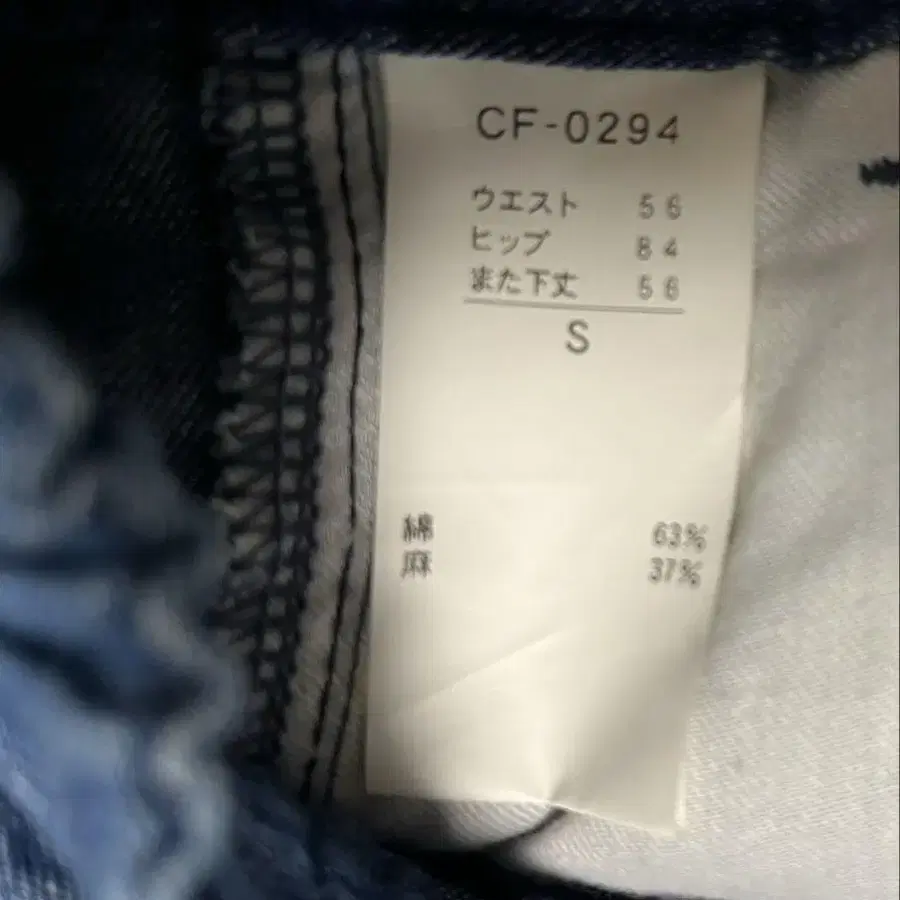 CF-0294
ウエスト 56
ヒップ 84
また下丈 56
S
綿 63%
麻 37%